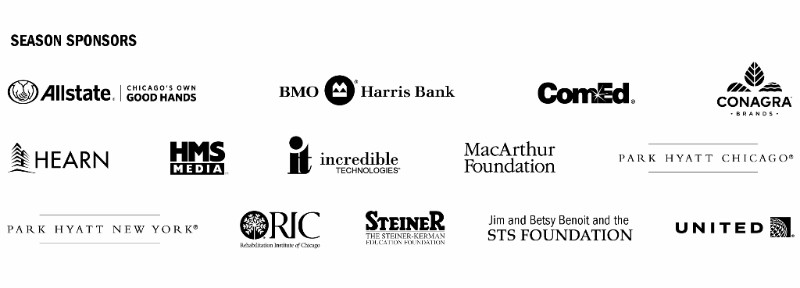 SEASON SPONSORS
Allstate. CHICAGO'S OWN
GOOD HANDS
BMO Harris Bank
ComEd
CONAGRA
BRANDS
HEARN
HMS
MEDIA
it incredible
TECHNOLOGIES
MacArthur
Foundation
PARK HYATT CHICAGO®
PARK HYATT NEW YORK®
RIC
Rehabilitation Institute of Chicago
STEINER
THE STEINER-KERMAN
EDUCATION FOUNDATION
Jim and Betsy Benoit and the
STS FOUNDATION
UNITED